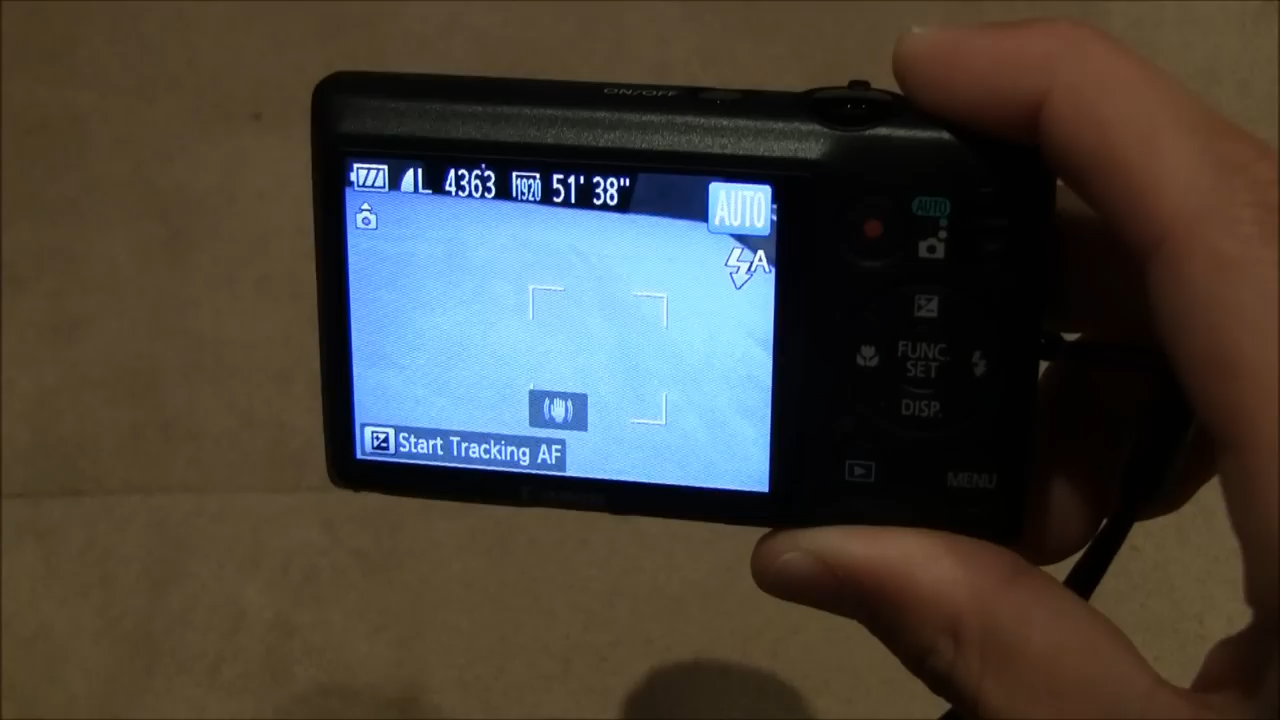 ON/OFF
L 4363 1920 51' 38" AUTO
A
Start Tracking AF
AUTO
FUNC.
SET
DISP.
MENU